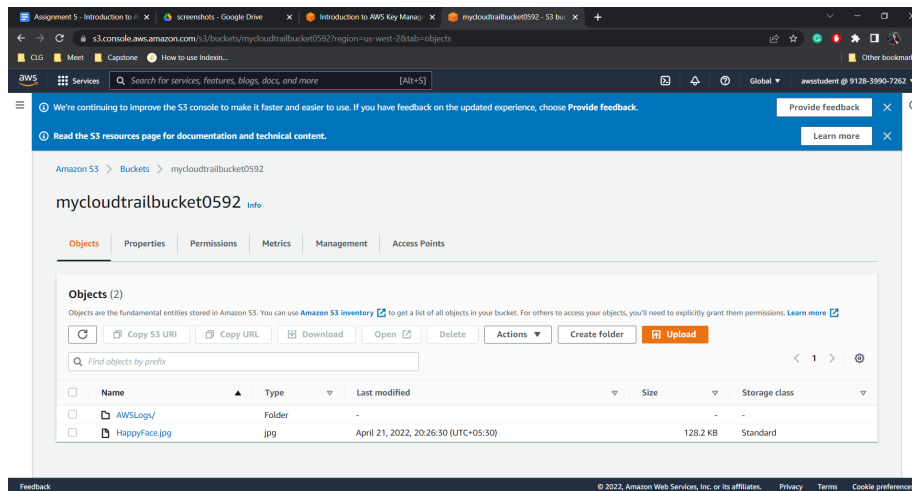 Assignment 5 - Introduction to A
screenshots - Google Drive
Introduction to AWS Key Manag
mycloudtrailbucket0592 - S3 buc
s3.console.aws.amazon.com/s3/buckets/mycloudtrailbucket0592?region=us-west-2&tab=objects
CLG Meet Capstone How to use Indexin... Other bookmar
aws Services Search for services, features, blogs, docs, and more [Alt+S] Global ▼ awsstudent @ 9128-3990-7262
We're continuing to improve the S3 console to make it faster and easier to use. If you have feedback on the updated experience, choose Provide feedback. Provide feedback
Read the S3 resources page for documentation and technical content. Learn more
Amazon S3 > Buckets > mycloudtrailbucket0592
mycloudtrailbucket0592 Info
Objects Properties Permissions Metrics Management Access Points
Objects (2)
Objects are the fundamental entities stored in Amazon S3. You can use Amazon S3 inventory to get a list of all objects in your bucket. For others to access your objects, you'll need to explicitly grant them permissions. Learn more
Copy S3 URI Copy URL Download Open Delete Actions ▼ Create folder Upload
Find objects by prefix < 1 >
Name Type Last modified Size Storage class
AWSLogs/ Folder - - -
HappyFace.jpg jpg April 21, 2022, 20:26:30 (UTC+05:30) 128.2 KB Standard
Feedback © 2022, Amazon Web Services, Inc. or its affiliates. Privacy Terms Cookie preference